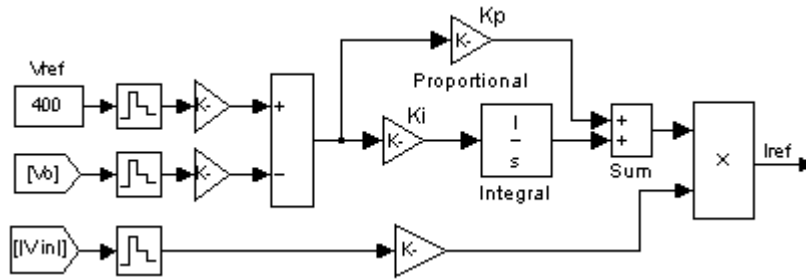 Kp
K-
Proportional
Vref
400
K-
+
[Vo]
K-
−
Ki
K-
1
s
Integral
+
+
Sum
×
Iref
[|Vin|]
K-